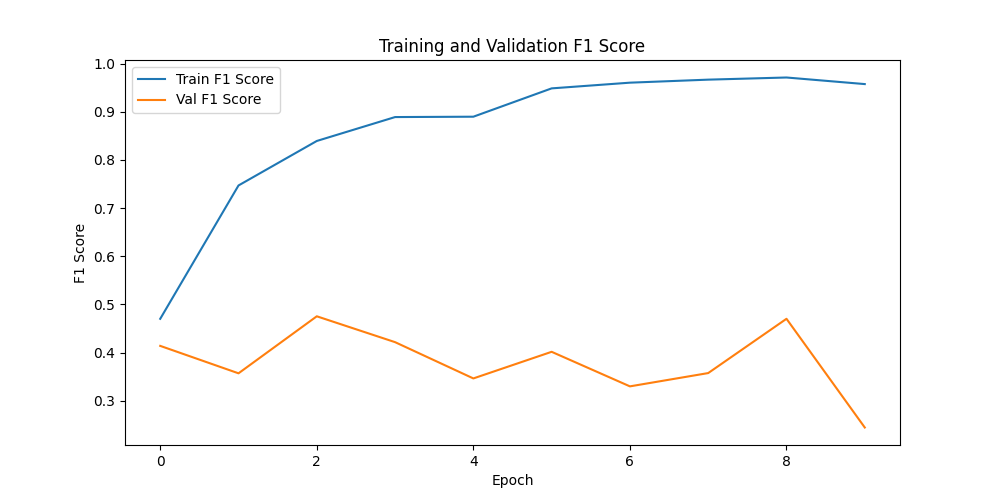 Training and Validation F1 Score
Train F1 Score
Val F1 Score
1.0
0.9
0.8
0.7
0.6
0.5
0.4
0.3
F1 Score
0 2 4 6 8
Epoch